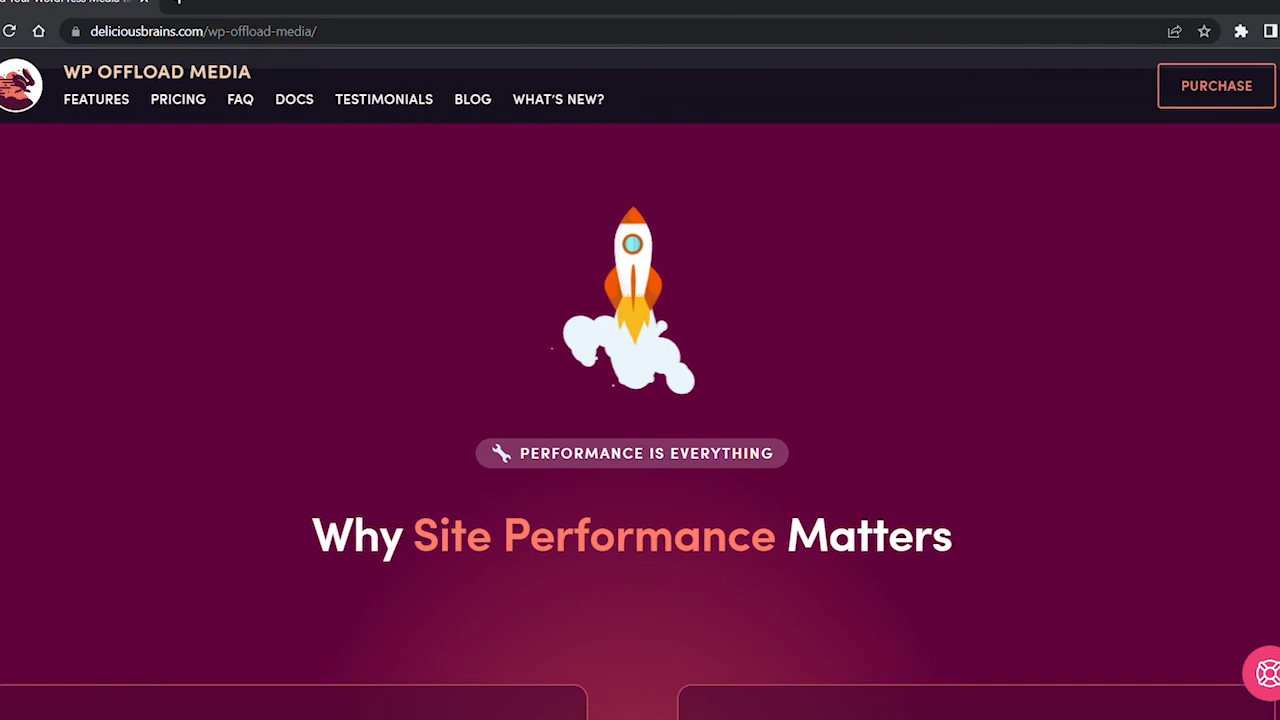 deliciousbrains.com/wp-offload-media/
WP OFFLOAD MEDIA
FEATURES PRICING FAQ DOCS TESTIMONIALS BLOG WHAT'S NEW?
PURCHASE
PERFORMANCE IS EVERYTHING
Why Site Performance Matters